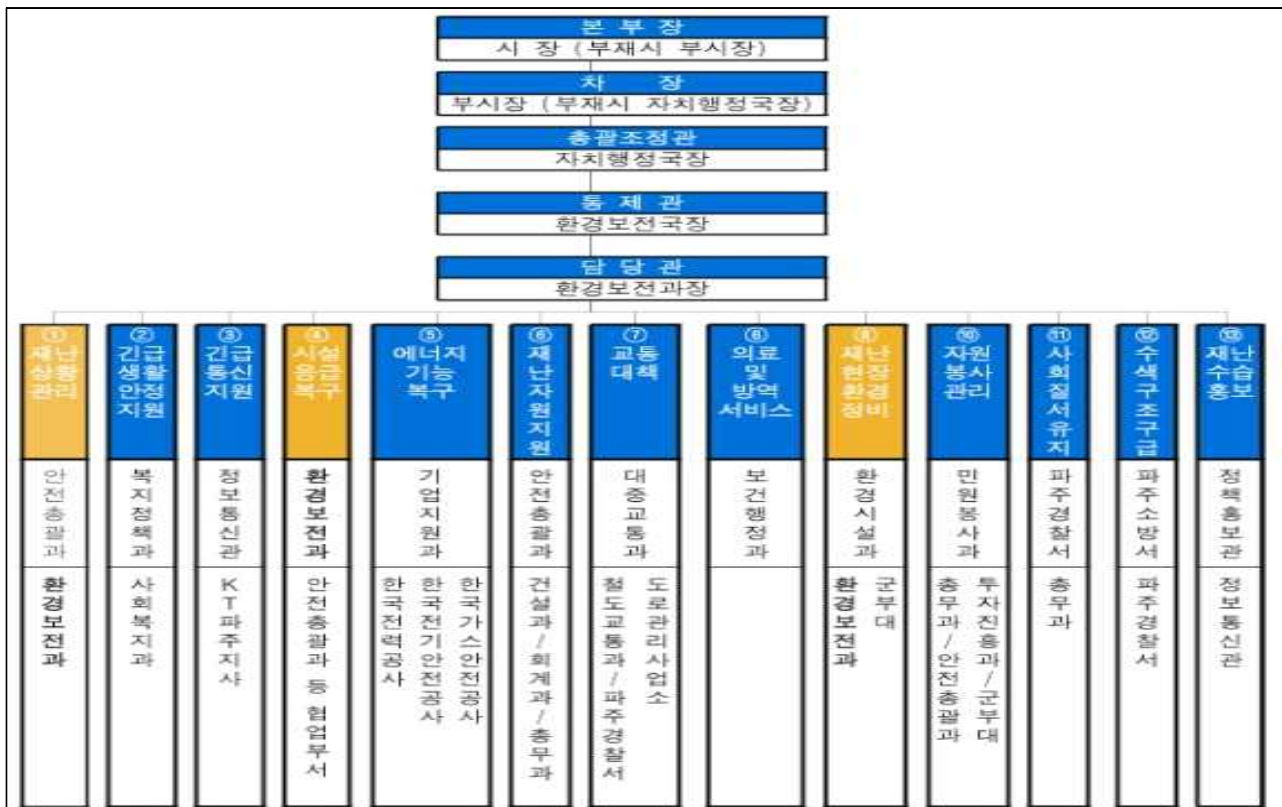 본 부 장
시 장 (부재시 부시장)
차 장
부시장 (부재시 자치행정국장)
총괄조정관
자치행정국장
통 제 관
환경보전국장
담 당 관
환경보전과장
①
재난
상황
관리
②
긴급
생활
안정
지원
③
긴급
통신
지원
④
시설
응급
복구
⑤
에너지
기능
복구
⑥
재난자원지원
⑦
교통
대책
⑧
의료
및
방역
서비스
⑨
재난
현장
환경
정비
⑩
자원
봉사
관리
⑪
사회질서유지
⑫
수색구조구급
⑬
재난
수습
홍보
안전총괄과
복지정책과
정보통신관
환경보전과
기업지원과
안전총괄과
대중교통과
보건행정과
환경시설과
민원봉사과
파주경찰서
파주소방서
정책홍보관
환경보전과
사회복지과
KT파주지사
안전총괄과 등 협업부서
한국전력공사
한국전기안전공사
한국가스안전공사
건설과/회계과/총무과
철도교통과/파주경찰서
도로관리사업소
환경보전과
군부대
총무과/안전총괄과
투자진흥과/군부대
총무과
파주경찰서
정보통신관